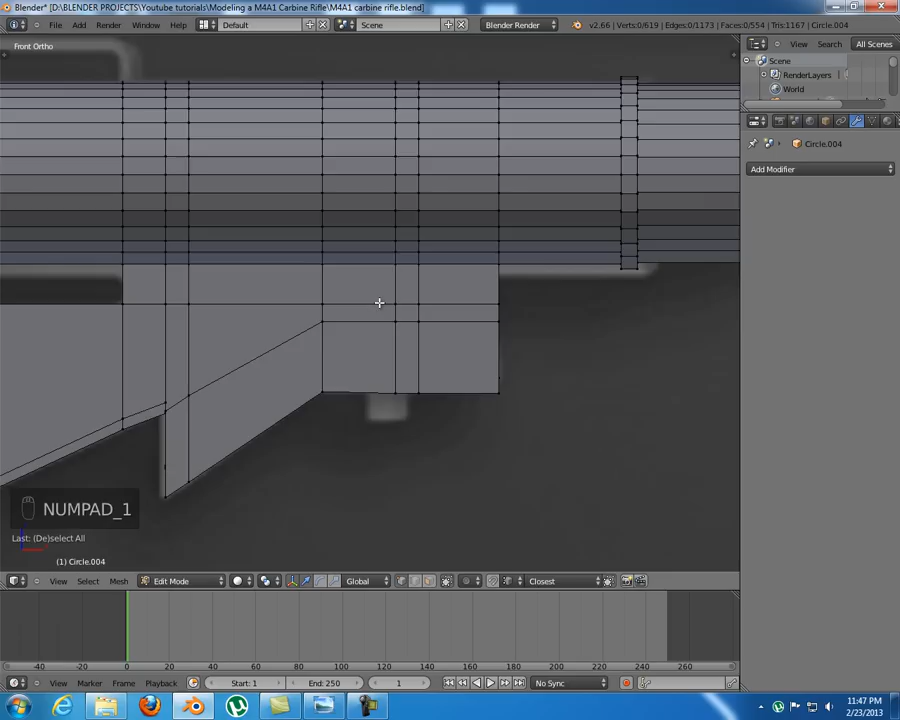 Blender* [D:\BLENDER PROJECTS\Youtube tutorials\Modeling a M4A1 Carbine Rifle\M4A1 carbine rifle.blend]
File Add Render Window Help Default Scene Blender Render v2.66 | Verts:0/619 | Edges:0/1173 | Faces:0/554 | Tris:1167 | Circle.004
Front Ortho
View Search All Scenes
Scene
RenderLayers
World
Circle.004
Add Modifier
NUMPAD_1
Last: (De)select All
(1) Circle.004
View Select Mesh Edit Mode Global Closest
-40 -20 0 20 40 60 80 100 120 140 160 180 200 220 240 260 280
View Marker Frame Playback Start: 1 End: 250 1 No Sync
11:47 PM
2/23/2013